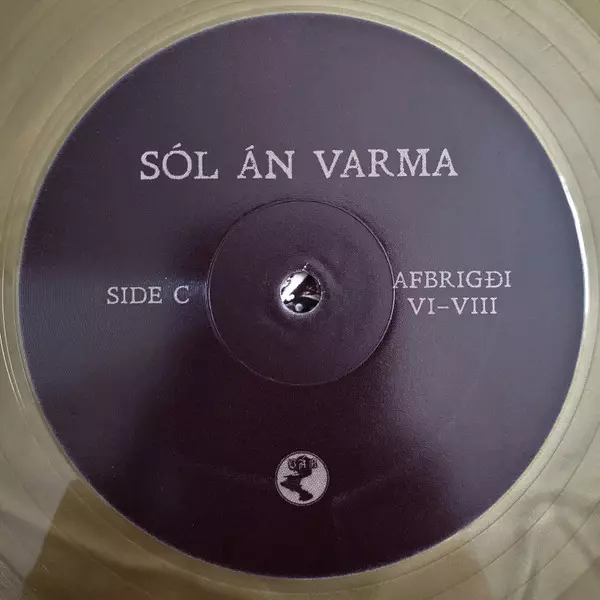 SÓL ÁN VARMA
SIDE C
AFBRIGÐI
VI–VIII